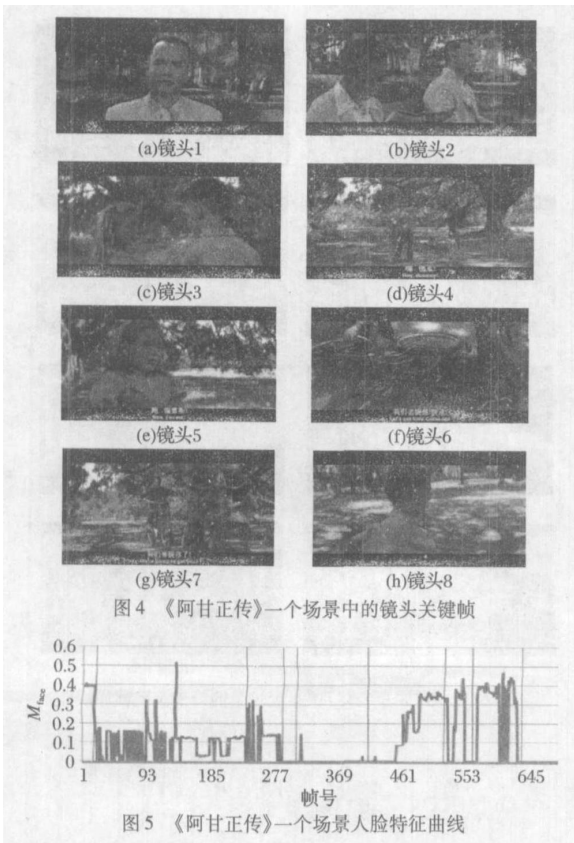 (a)镜头1
(b)镜头2
(c)镜头3
(d)镜头4
(e)镜头5
(f)镜头6
(g)镜头7
(h)镜头8
图4 《阿甘正传》一个场景中的镜头关键帧
0.6
0.5
0.4
0.3
0.2
0.1
0
M_face
1 93 185 277 369 461 553 645
帧号
图5 《阿甘正传》一个场景人脸特征曲线